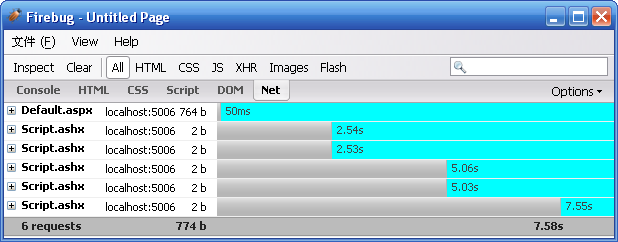 Firebug - Untitled Page
文件 (F) View Help
Inspect Clear All HTML CSS JS XHR Images Flash
Console HTML CSS Script DOM Net Options
Default.aspx localhost:5006 764 b 50ms
Script.ashx localhost:5006 2 b 2.54s
Script.ashx localhost:5006 2 b 2.53s
Script.ashx localhost:5006 2 b 5.06s
Script.ashx localhost:5006 2 b 5.03s
Script.ashx localhost:5006 2 b 7.55s
6 requests 774 b 7.58s